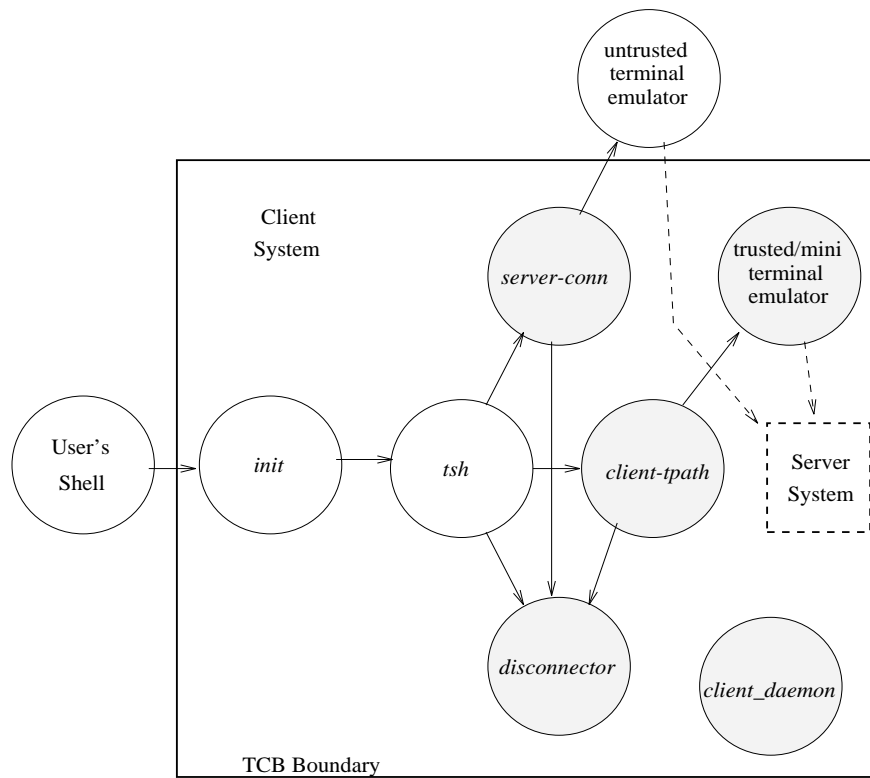 untrusted
terminal
emulator
Client
System
server-conn
trusted/mini
terminal
emulator
User's
Shell
init
tsh
client-tpath
Server
System
disconnector
client_daemon
TCB Boundary